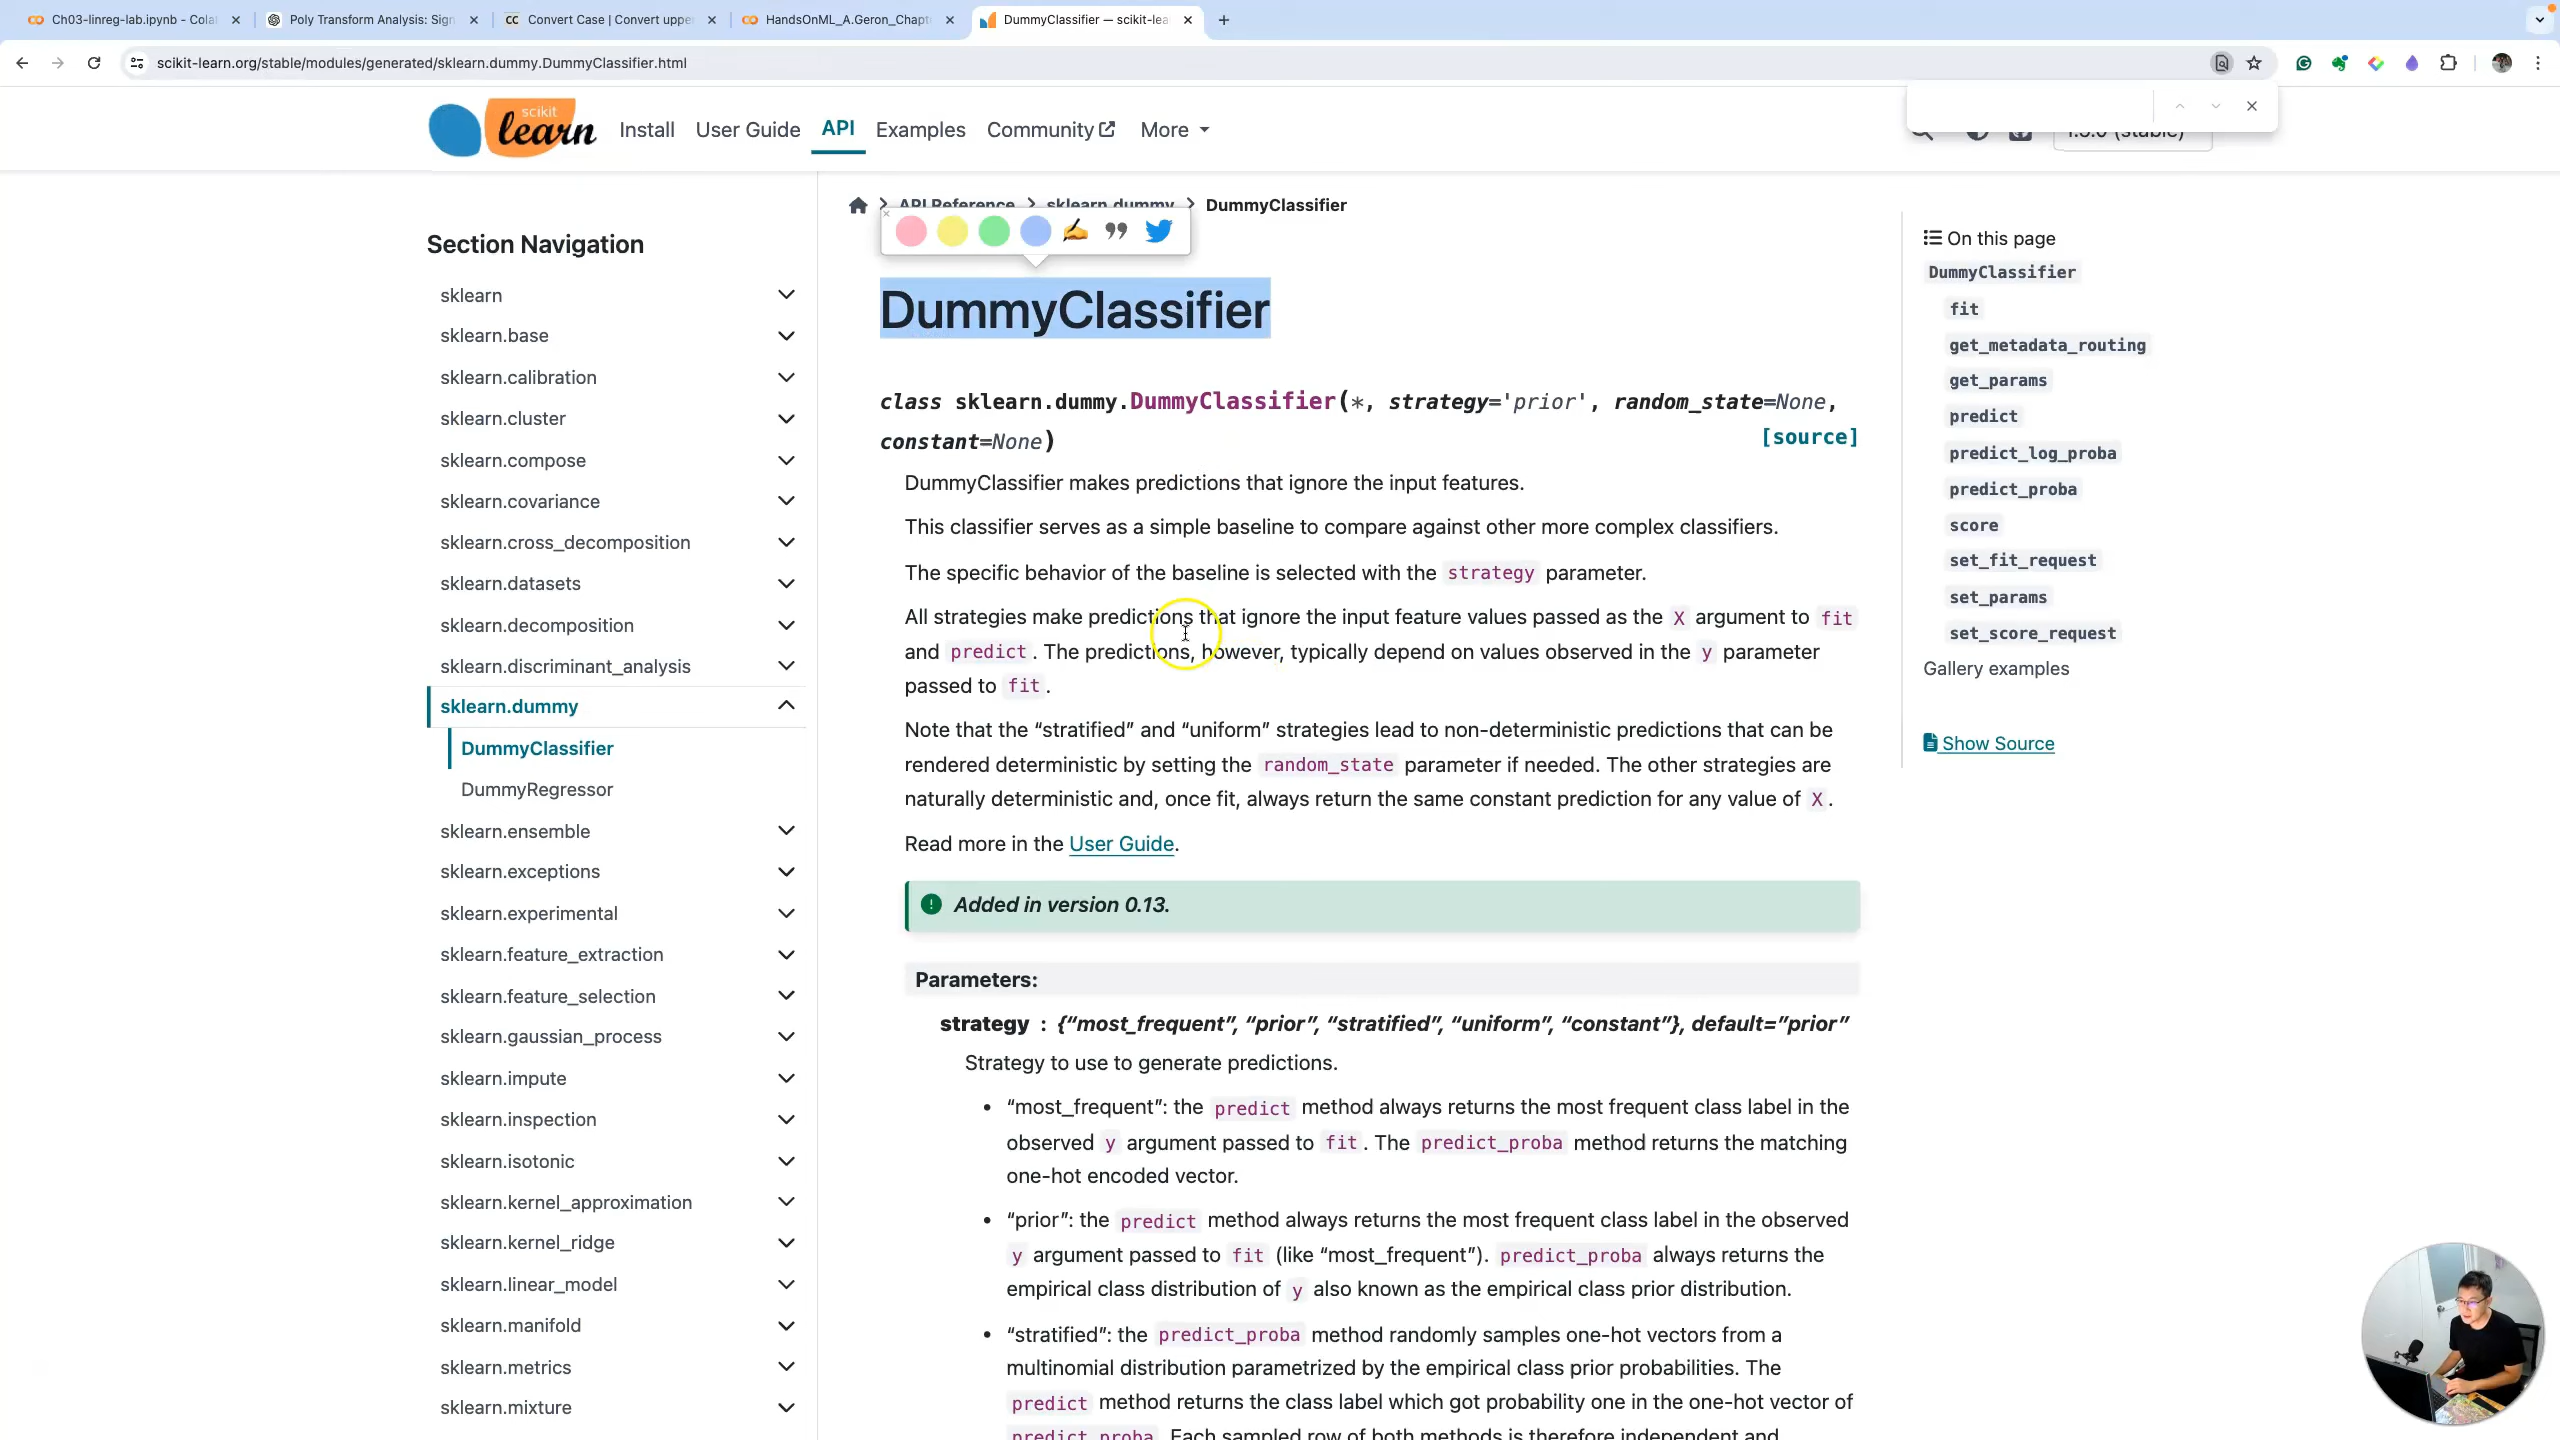 Ch03-linreg-lab.ipynb - Cola
Poly Transform Analysis: Sign
CC Convert Case | Convert uppe
HandsOnML_A.Geron_Chapt
DummyClassifier — scikit-lea
scikit-learn.org/stable/modules/generated/sklearn.dummy.DummyClassifier.html
scikit
learn
Install
User Guide
API
Examples
Community
More
API Reference
sklearn.dummy
DummyClassifier
Section Navigation
sklearn
sklearn.base
sklearn.calibration
sklearn.cluster
sklearn.compose
sklearn.covariance
sklearn.cross_decomposition
sklearn.datasets
sklearn.decomposition
sklearn.discriminant_analysis
sklearn.dummy
DummyClassifier
DummyRegressor
sklearn.ensemble
sklearn.exceptions
sklearn.experimental
sklearn.feature_extraction
sklearn.feature_selection
sklearn.gaussian_process
sklearn.impute
sklearn.inspection
sklearn.isotonic
sklearn.kernel_approximation
sklearn.kernel_ridge
sklearn.linear_model
sklearn.manifold
sklearn.metrics
sklearn.mixture
DummyClassifier
class sklearn.dummy.DummyClassifier(*, strategy='prior', random_state=None,
constant=None) [source]
DummyClassifier makes predictions that ignore the input features.
This classifier serves as a simple baseline to compare against other more complex classifiers.
The specific behavior of the baseline is selected with the strategy parameter.
All strategies make predictions that ignore the input feature values passed as the X argument to fit
and predict. The predictions, however, typically depend on values observed in the y parameter
passed to fit.
Note that the “stratified” and “uniform” strategies lead to non-deterministic predictions that can be
rendered deterministic by setting the random_state parameter if needed. The other strategies are
naturally deterministic and, once fit, always return the same constant prediction for any value of X.
Read more in the User Guide.
Added in version 0.13.
Parameters:
strategy : {“most_frequent”, “prior”, “stratified”, “uniform”, “constant”}, default=”prior”
Strategy to use to generate predictions.
• “most_frequent”: the predict method always returns the most frequent class label in the
observed y argument passed to fit. The predict_proba method returns the matching
one-hot encoded vector.
• “prior”: the predict method always returns the most frequent class label in the observed
y argument passed to fit (like “most_frequent”). predict_proba always returns the
empirical class distribution of y also known as the empirical class prior distribution.
• “stratified”: the predict_proba method randomly samples one-hot vectors from a
multinomial distribution parametrized by the empirical class prior probabilities. The
predict method returns the class label which got probability one in the one-hot vector of
predict_proba. Each sampled row of both methods is therefore independent and
On this page
DummyClassifier
fit
get_metadata_routing
get_params
predict
predict_log_proba
predict_proba
score
set_fit_request
set_params
set_score_request
Gallery examples
Show Source